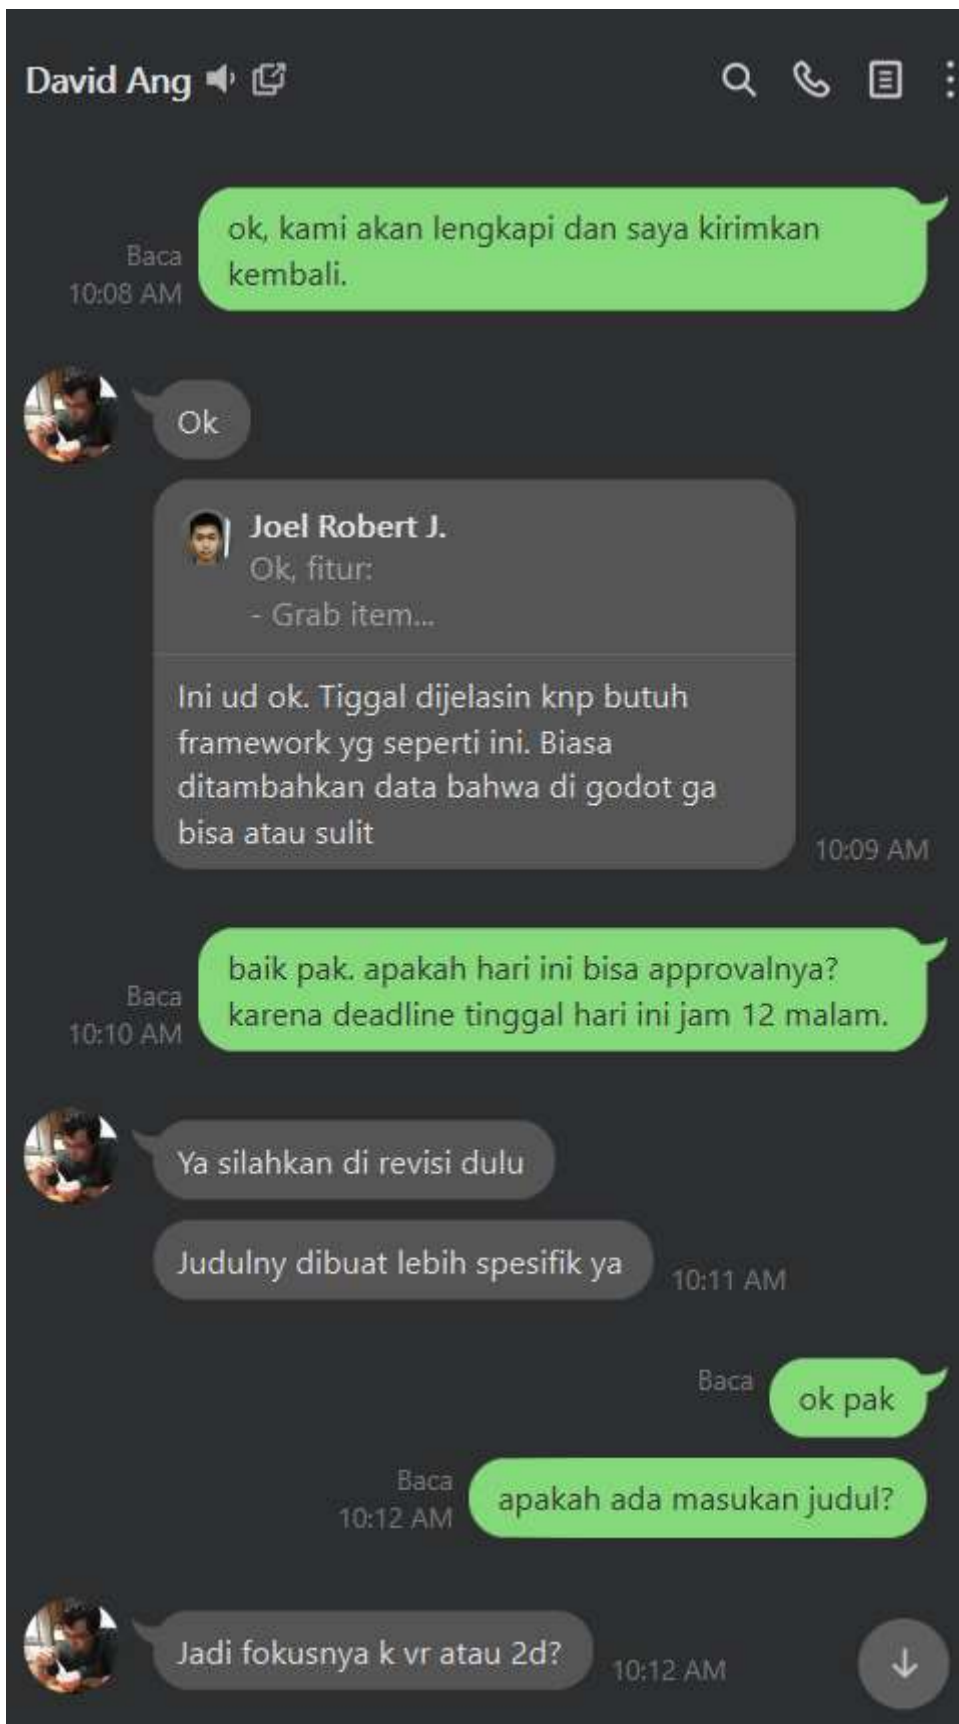 David Ang
ok, kami akan lengkapi dan saya kirimkan
kembali.
Baca
10:08 AM
Ok
Joel Robert J.
Ok, fitur:
- Grab item...
Ini ud ok. Tiggal dijelasin knp butuh
framework yg seperti ini. Biasa
ditambahkan data bahwa di godot ga
bisa atau sulit
10:09 AM
baik pak. apakah hari ini bisa approvalnya?
karena deadline tinggal hari ini jam 12 malam.
Baca
10:10 AM
Ya silahkan di revisi dulu
Judulny dibuat lebih spesifik ya
10:11 AM
Baca
ok pak
Baca
10:12 AM
apakah ada masukan judul?
Jadi fokusnya k vr atau 2d?
10:12 AM